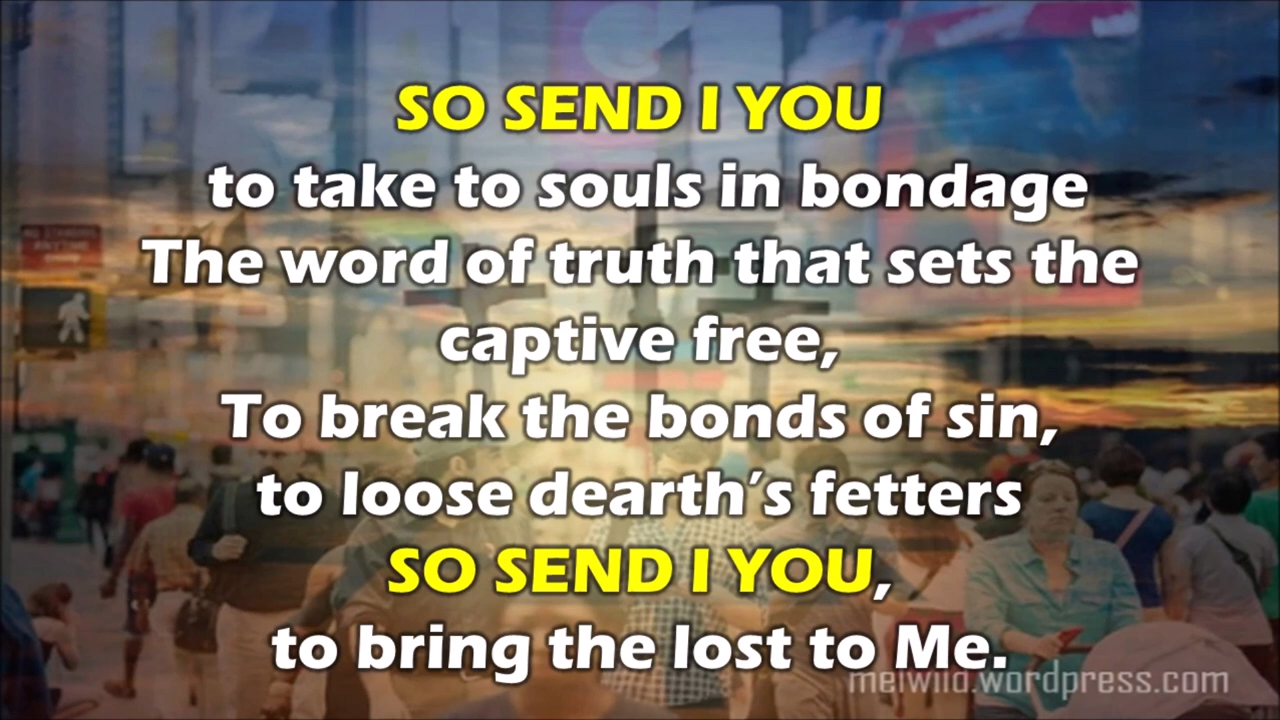 SO SEND I YOU
to take to souls in bondage
The word of truth that sets the
captive free,
To break the bonds of sin,
to loose dearth's fetters
SO SEND I YOU,
to bring the lost to Me.
melwild.wordpress.com